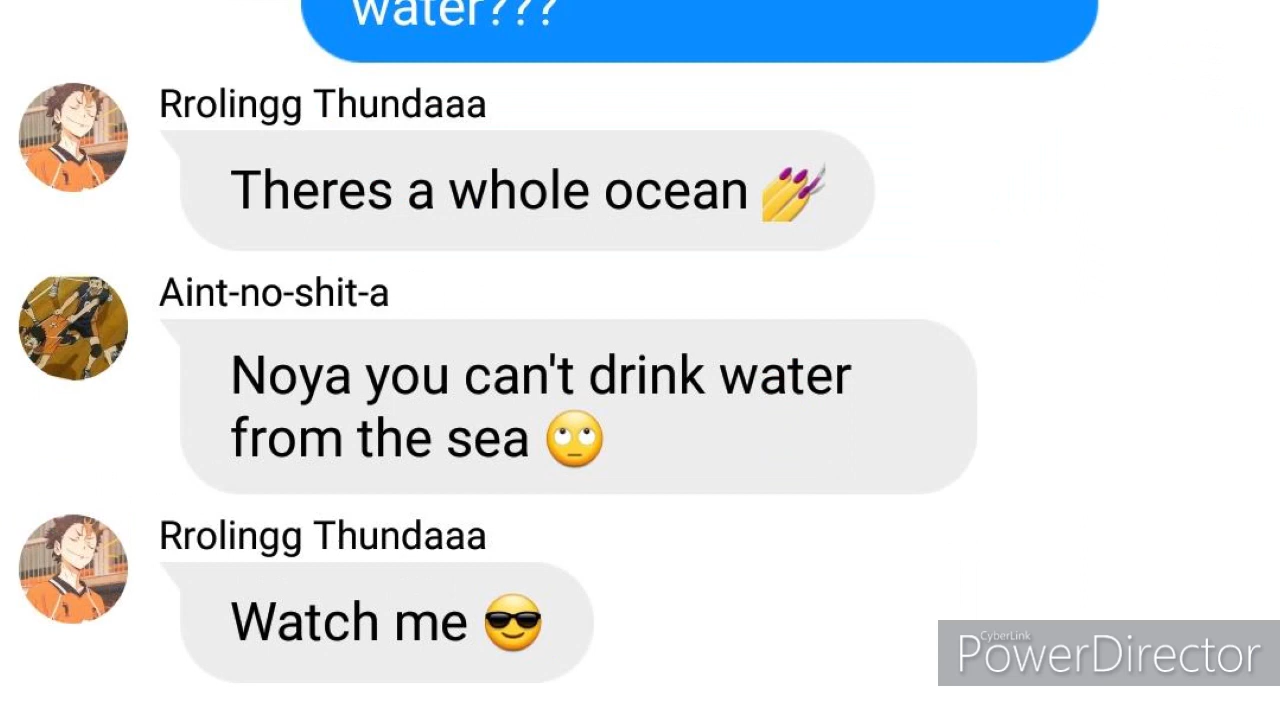 water???
Rrolingg Thundaaa
Theres a whole ocean 💅
Aint-no-shit-a
Noya you can't drink water
from the sea 🙄
Rrolingg Thundaaa
Watch me 😎
CyberLink
PowerDirector